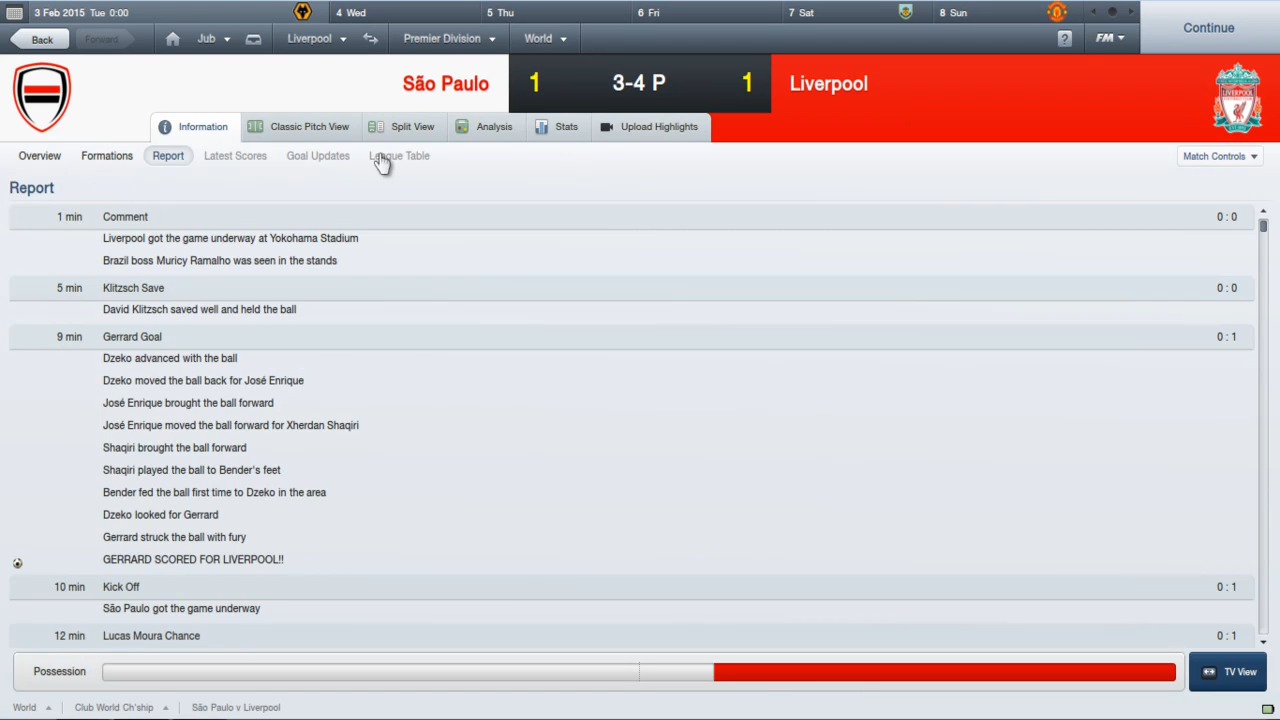 3 Feb 2015 Tue 0:00 4 Wed 5 Thu 6 Fri 7 Sat 8 Sun
Continue
Back Forward Jub Liverpool Premier Division World ? FM
São Paulo 1 3-4 P 1 Liverpool
Information Classic Pitch View Split View Analysis Stats Upload Highlights
Overview Formations Report Latest Scores Goal Updates League Table Match Controls
Report
1 min Comment 0 : 0
Liverpool got the game underway at Yokohama Stadium
Brazil boss Muricy Ramalho was seen in the stands
5 min Klitzsch Save 0 : 0
David Klitzsch saved well and held the ball
9 min Gerrard Goal 0 : 1
Dzeko advanced with the ball
Dzeko moved the ball back for José Enrique
José Enrique brought the ball forward
José Enrique moved the ball forward for Xherdan Shaqiri
Shaqiri brought the ball forward
Shaqiri played the ball to Bender's feet
Bender fed the ball first time to Dzeko in the area
Dzeko looked for Gerrard
Gerrard struck the ball with fury
GERRARD SCORED FOR LIVERPOOL!!
10 min Kick Off 0 : 1
São Paulo got the game underway
12 min Lucas Moura Chance 0 : 1
Possession TV View
World Club World Ch'ship São Paulo v Liverpool